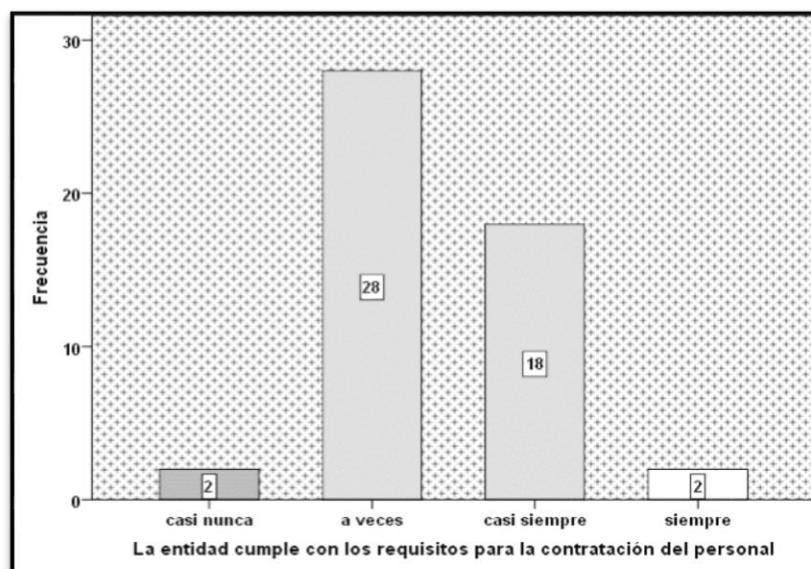 30
20
10
0
Frecuencia
2
28
18
2
casi nunca
a veces
casi siempre
siempre
La entidad cumple con los requisitos para la contratación del personal